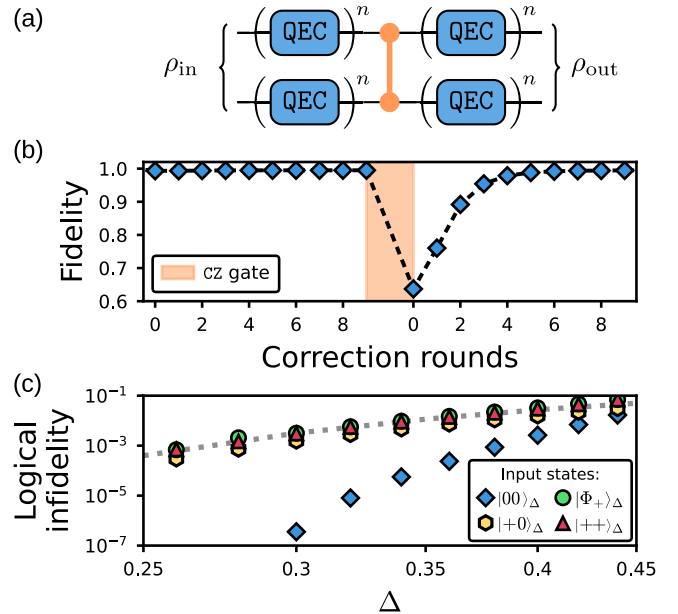 (a)
( QEC )ⁿ ( QEC )ⁿ
ρin ρout
( QEC )ⁿ ( QEC )ⁿ
(b)
1.0
0.9
0.8
0.7
0.6
Fidelity
CZ gate
0 2 4 6 8 0 2 4 6 8
Correction rounds
(c)
10⁻¹
10⁻³
10⁻⁵
10⁻⁷
Logical
infidelity
Input states:
|00⟩Δ |Φ₊⟩Δ
|+0⟩Δ |++⟩Δ
0.25 0.3 0.35 0.4 0.45
Δ